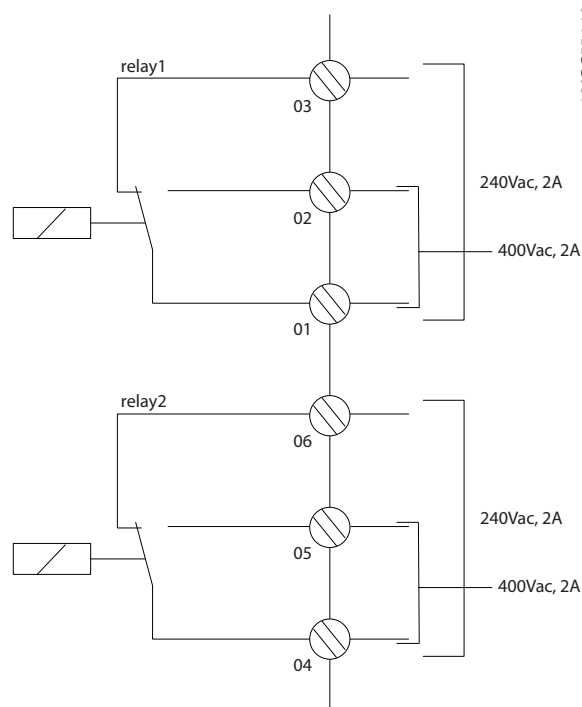 relay1
03
240Vac, 2A
02
400Vac, 2A
01
relay2
06
240Vac, 2A
05
400Vac, 2A
04